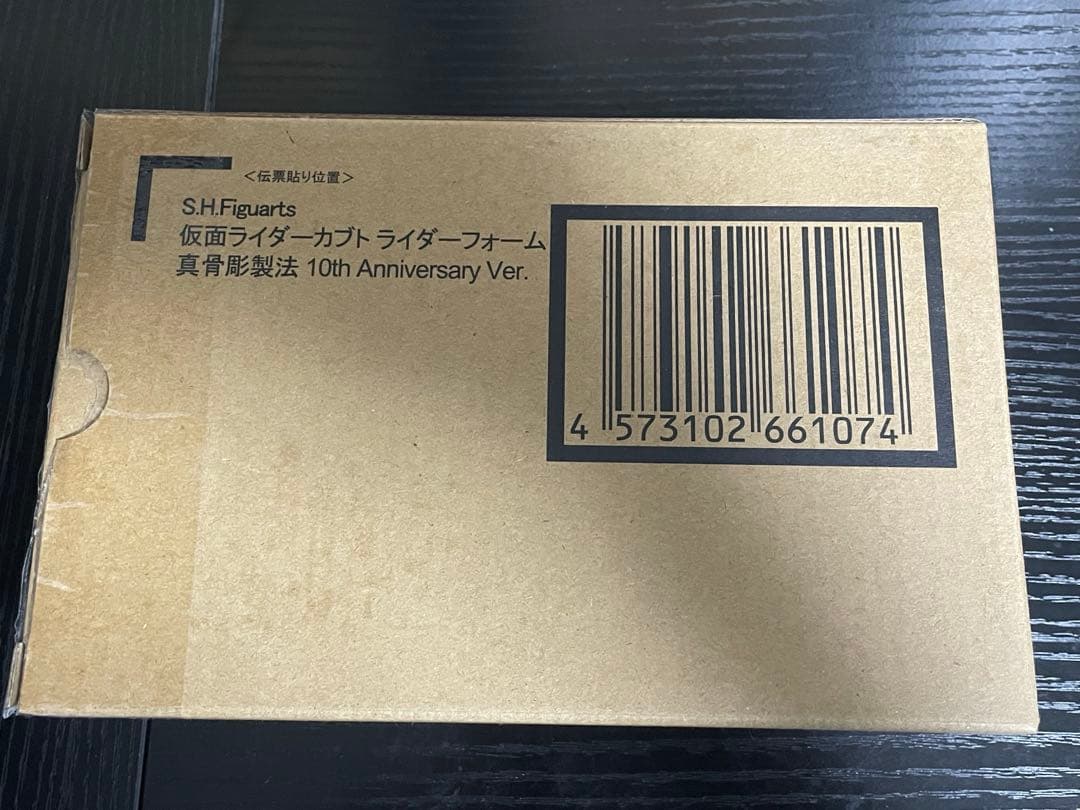 ＜伝票貼り位置＞
S.H.Figuarts
仮面ライダーカブト ライダーフォーム
真骨彫製法 10th Anniversary Ver.
4 573102 661074